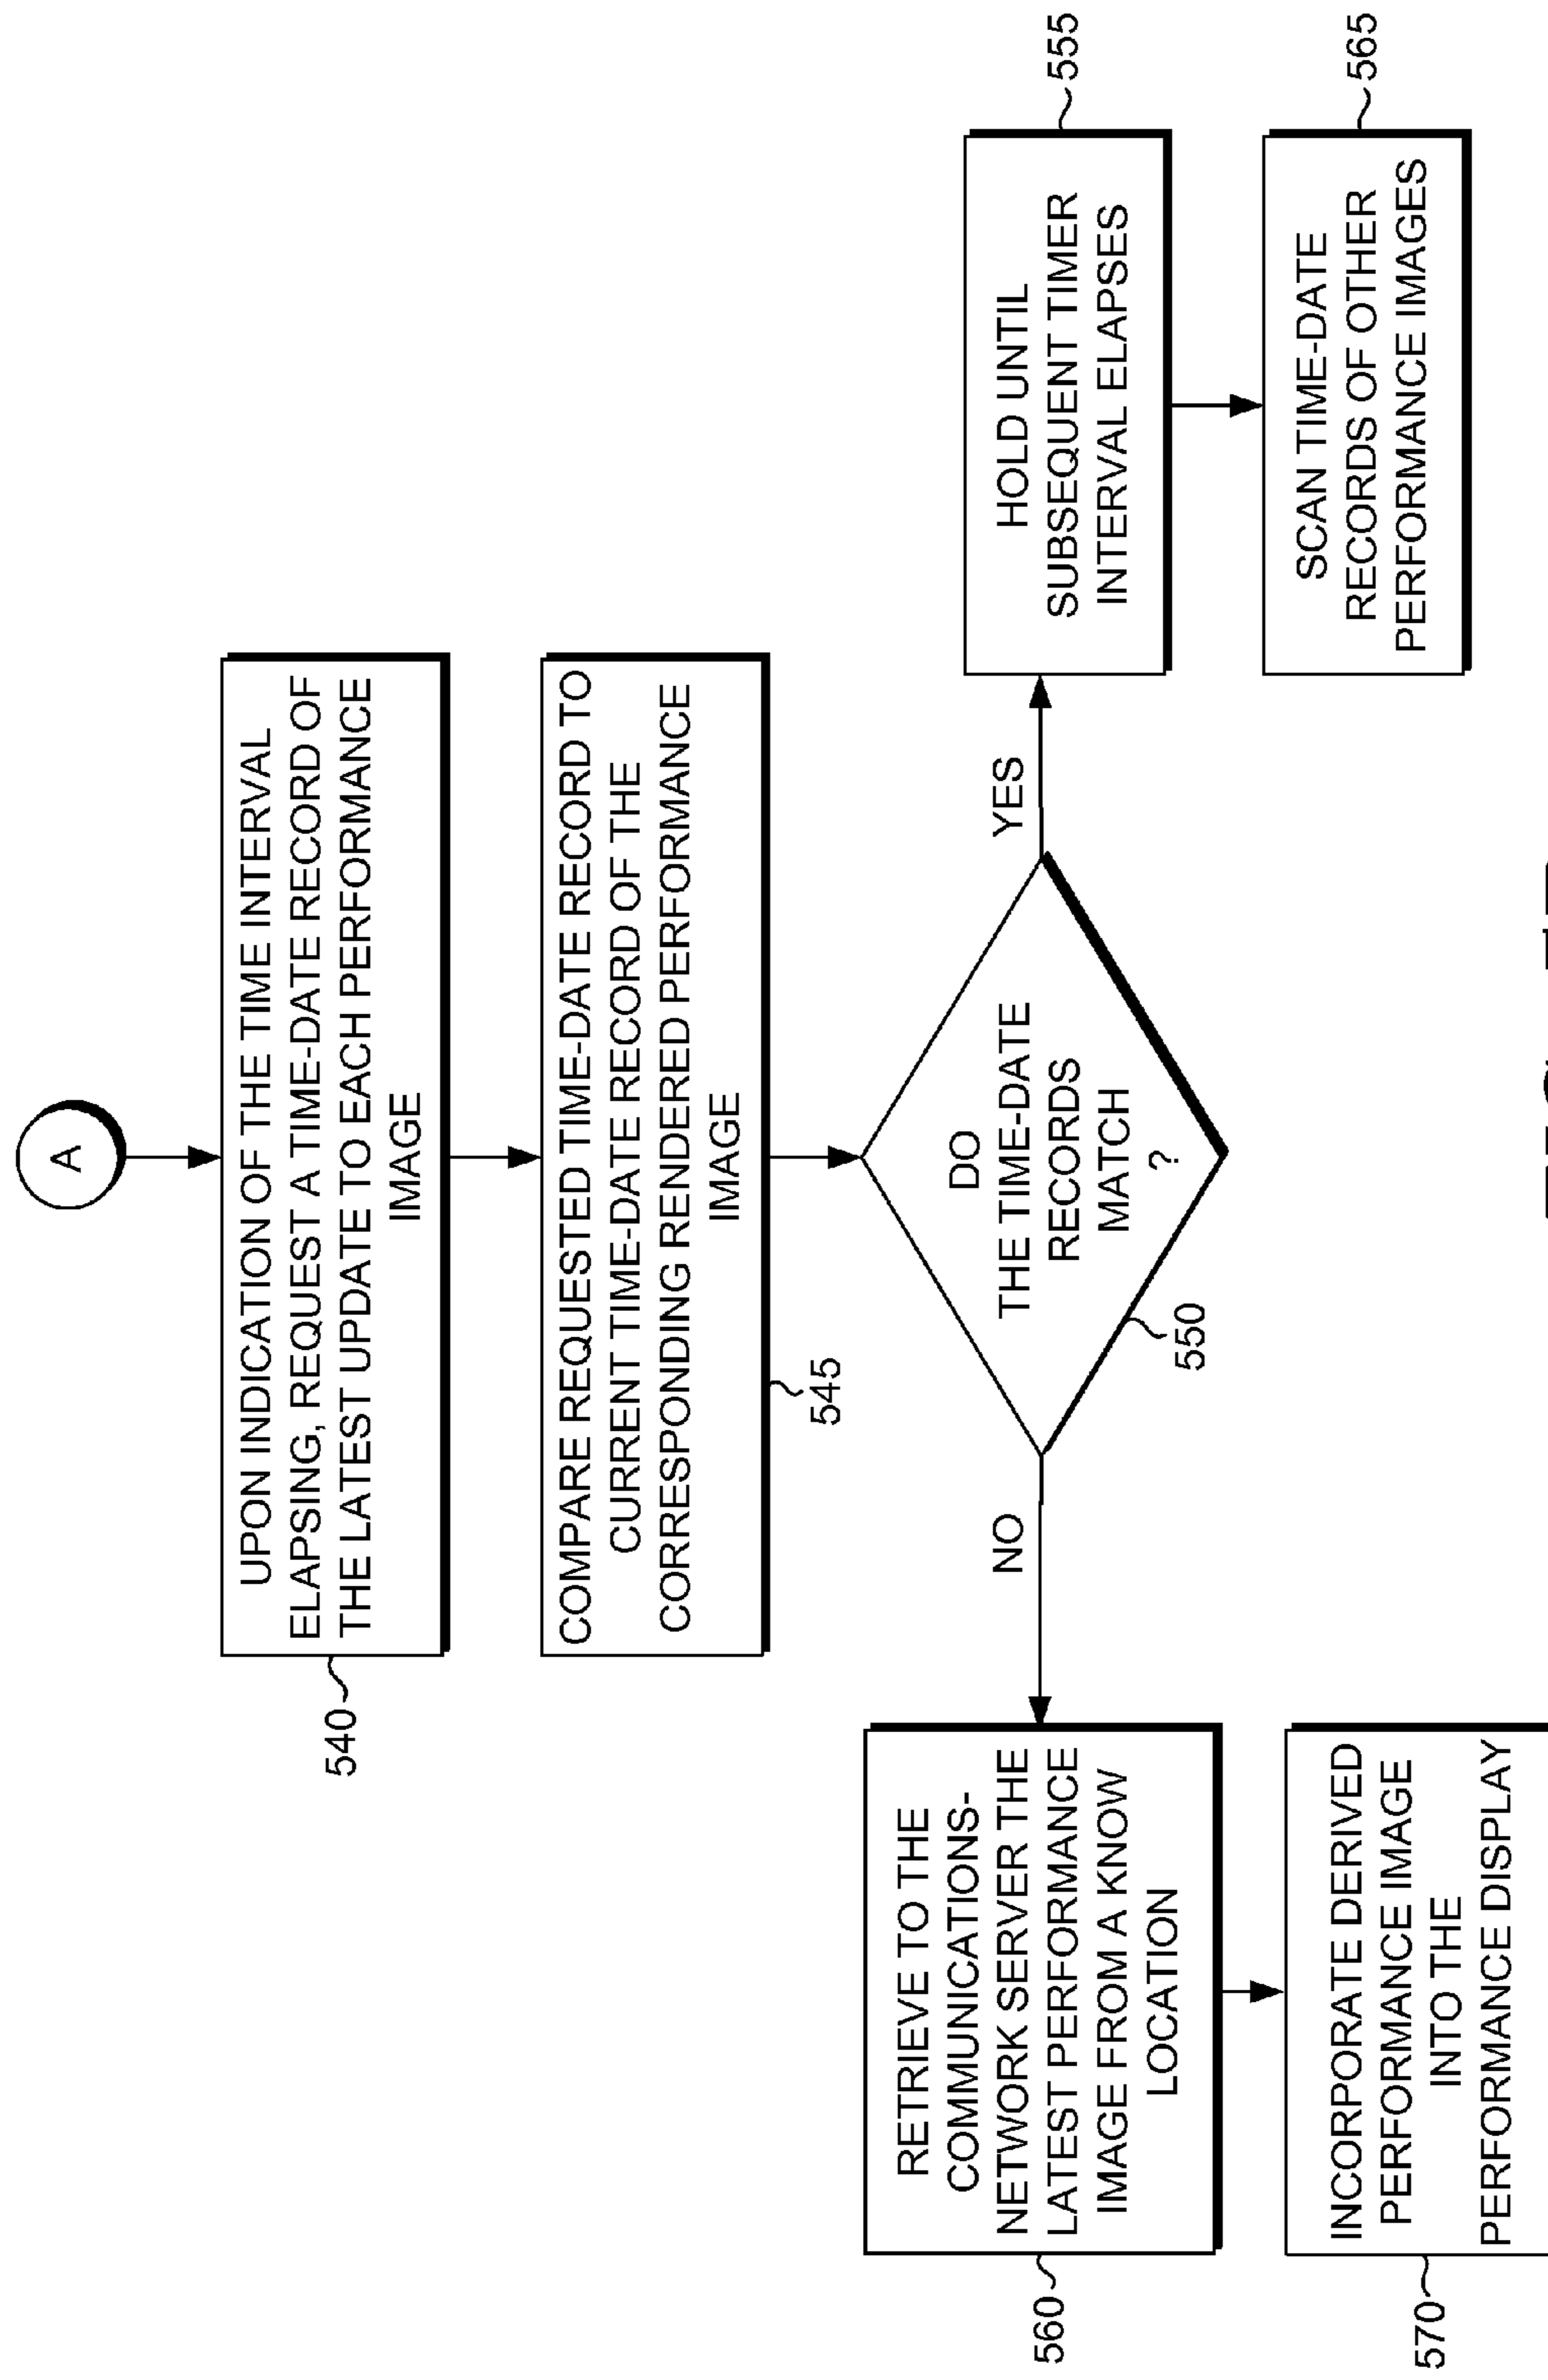 A
UPON INDICATION OF THE TIME INTERVAL
ELAPSING, REQUEST A TIME-DATE RECORD OF
THE LATEST UPDATE TO EACH PERFORMANCE
IMAGE
540
COMPARE REQUESTED TIME-DATE RECORD TO
CURRENT TIME-DATE RECORD OF THE
CORRESPONDING RENDERED PERFORMANCE
IMAGE
545
DO
THE TIME-DATE
RECORDS
MATCH
?
550
NO
YES
RETRIEVE TO THE
COMMUNICATIONS-
NETWORK SERVER THE
LATEST PERFORMANCE
IMAGE FROM A KNOW
LOCATION
560
INCORPORATE DERIVED
PERFORMANCE IMAGE
INTO THE
PERFORMANCE DISPLAY
570
HOLD UNTIL
SUBSEQUENT TIMER
INTERVAL ELAPSES
555
SCAN TIME-DATE
RECORDS OF OTHER
PERFORMANCE IMAGES
565